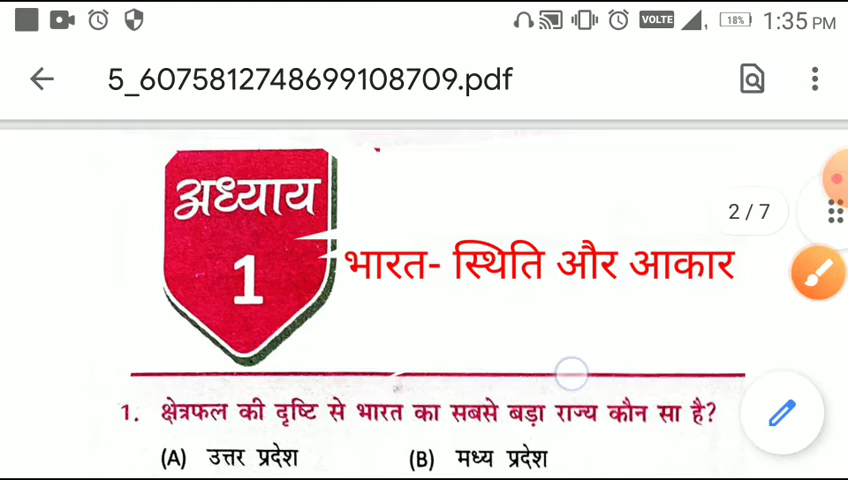 VOLTE 18% 1:35 PM
5_6075812748699108709.pdf
अध्याय
1
2 / 7
भारत- स्थिति और आकार
1. क्षेत्रफल की दृष्टि से भारत का सबसे बड़ा राज्य कौन सा है?
(A) उत्तर प्रदेश (B) मध्य प्रदेश